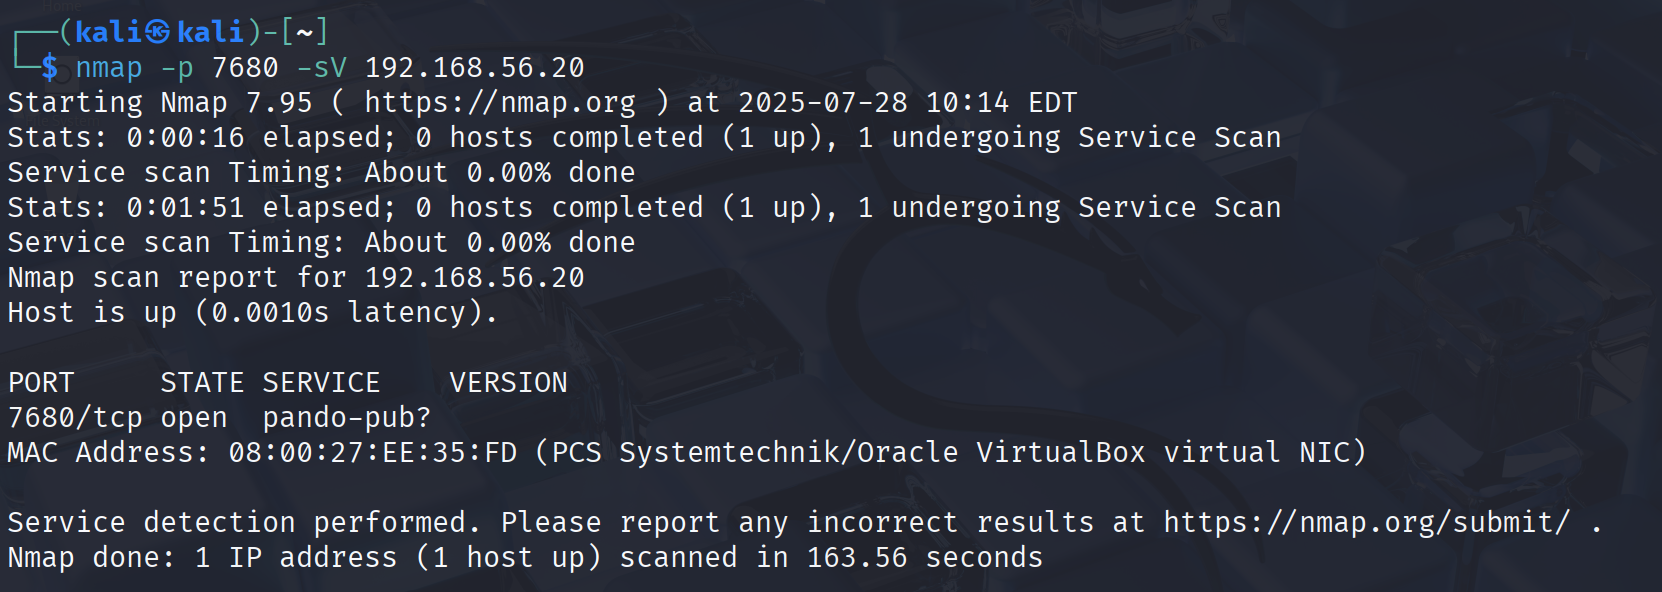 ┌──(kali㉿kali)-[~]
└─$ nmap -p 7680 -sV 192.168.56.20
Starting Nmap 7.95 ( https://nmap.org ) at 2025-07-28 10:14 EDT
Stats: 0:00:16 elapsed; 0 hosts completed (1 up), 1 undergoing Service Scan
Service scan Timing: About 0.00% done
Stats: 0:01:51 elapsed; 0 hosts completed (1 up), 1 undergoing Service Scan
Service scan Timing: About 0.00% done
Nmap scan report for 192.168.56.20
Host is up (0.0010s latency).

PORT     STATE SERVICE    VERSION
7680/tcp open  pando-pub?
MAC Address: 08:00:27:EE:35:FD (PCS Systemtechnik/Oracle VirtualBox virtual NIC)

Service detection performed. Please report any incorrect results at https://nmap.org/submit/ .
Nmap done: 1 IP address (1 host up) scanned in 163.56 seconds